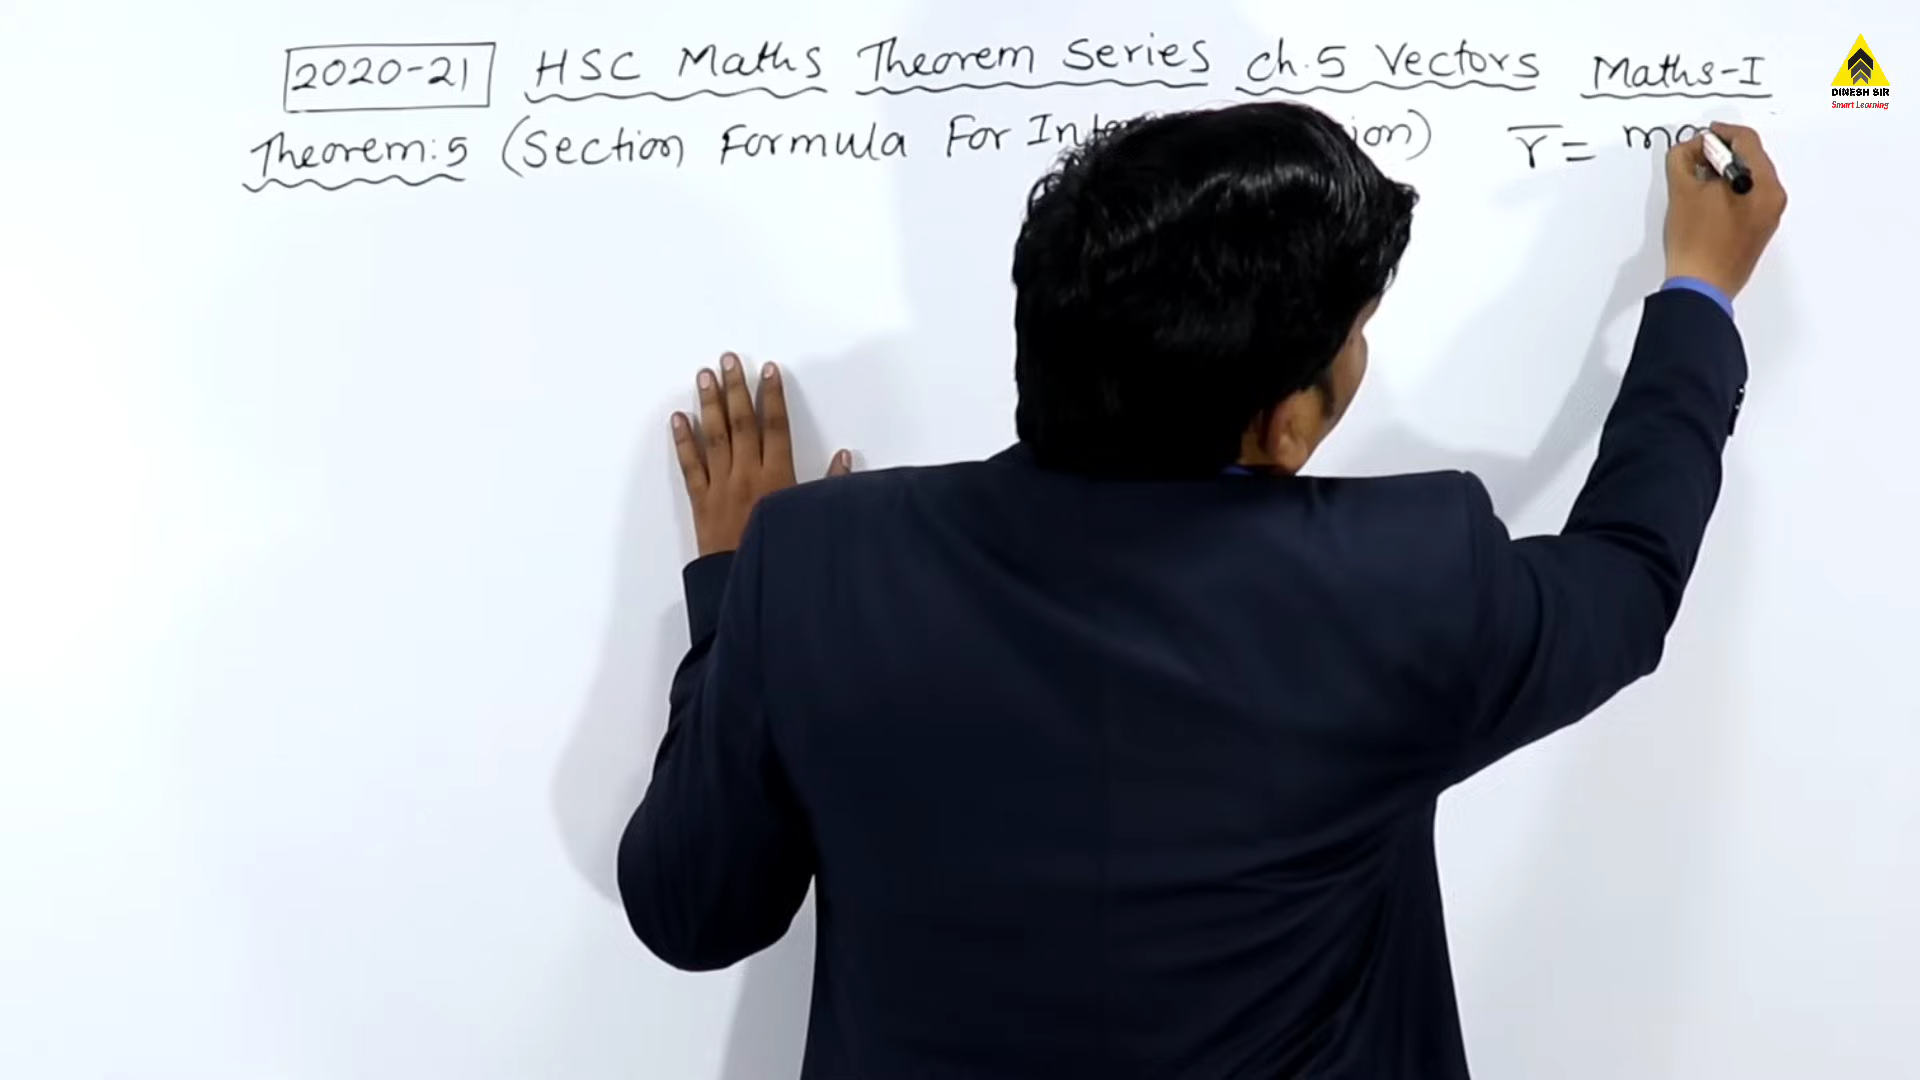 2020-21 HSC Maths Theorem Series Ch.5 Vectors Maths-I
Theorem:5 (Section Formula For r̅ =
DINESH SIR
Smart Learning